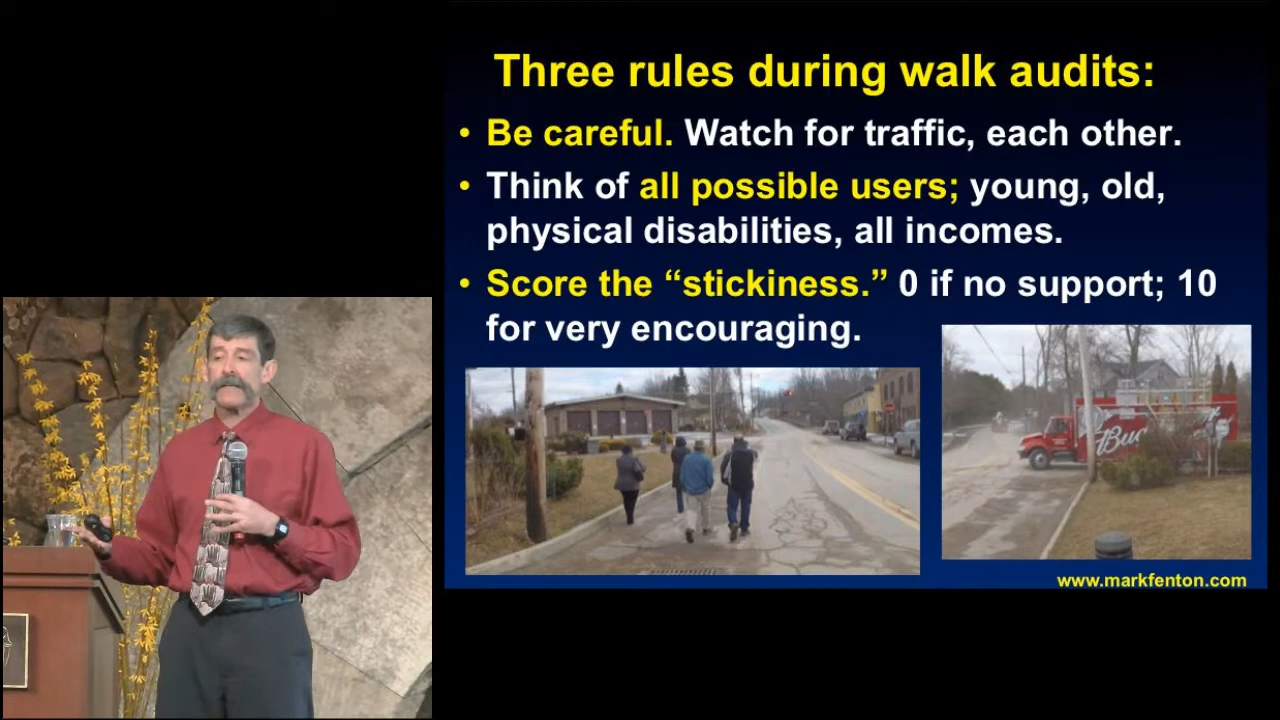 Three rules during walk audits:
• Be careful. Watch for traffic, each other.
• Think of all possible users; young, old,
physical disabilities, all incomes.
• Score the “stickiness.” 0 if no support; 10
for very encouraging.
www.markfenton.com